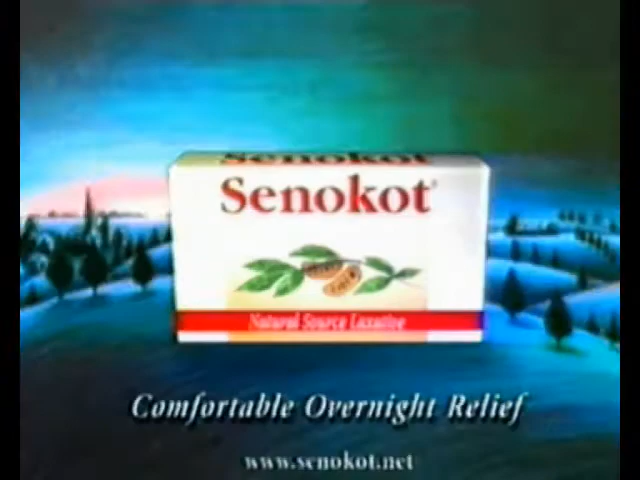 Senokot
Senokot®
Natural Source Laxative
Comfortable Overnight Relief
www.senokot.net